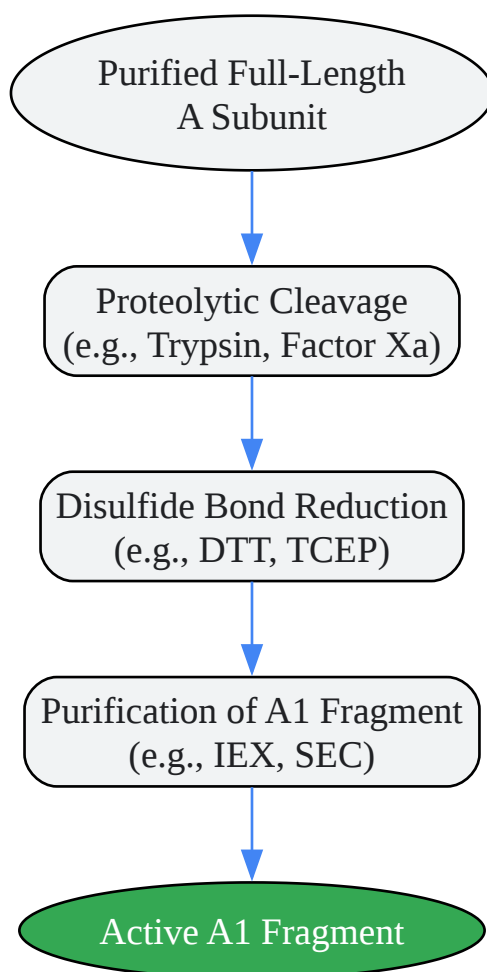 Purified Full-Length
A Subunit
Proteolytic Cleavage
(e.g., Trypsin, Factor Xa)
Disulfide Bond Reduction
(e.g., DTT, TCEP)
Purification of A1 Fragment
(e.g., IEX, SEC)
Active A1 Fragment